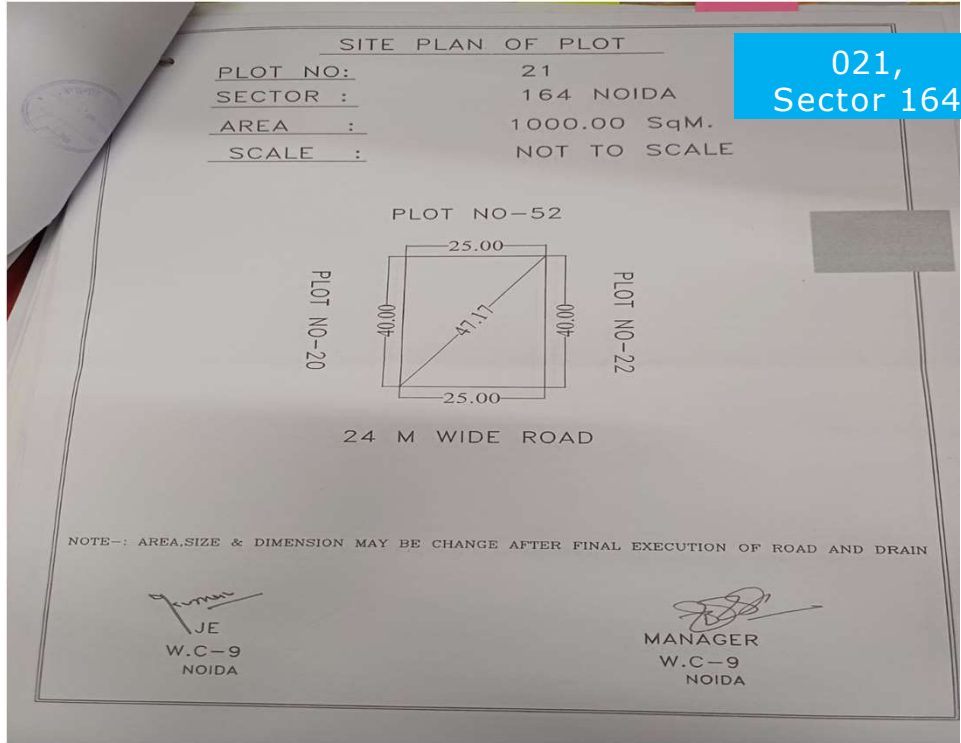 SITE PLAN OF PLOT
021,
Sector 164
PLOT NO: 21
SECTOR : 164 NOIDA
AREA : 1000.00 SqM.
SCALE : NOT TO SCALE
PLOT NO-52
25.00
PLOT NO-20
40.00
47.17
40.00
PLOT NO-22
25.00
24 M WIDE ROAD
NOTE-: AREA,SIZE & DIMENSION MAY BE CHANGE AFTER FINAL EXECUTION OF ROAD AND DRAIN
JE
W.C-9
NOIDA
MANAGER
W.C-9
NOIDA